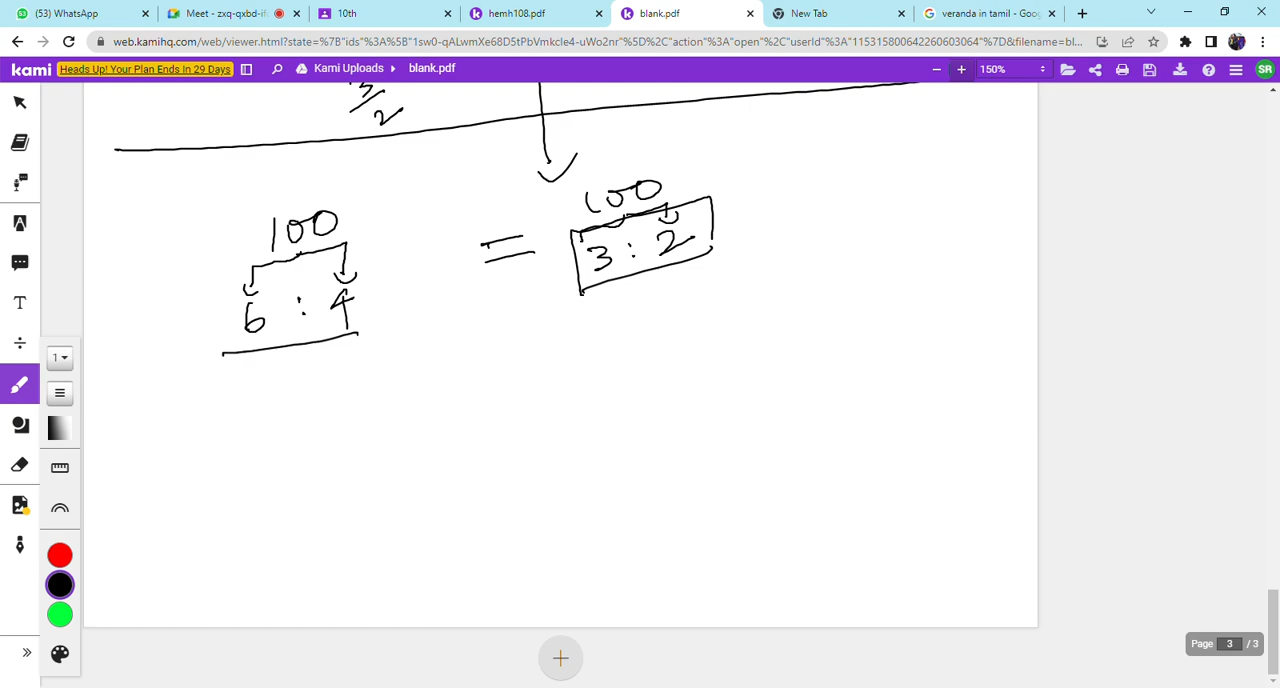 (53) WhatsApp
Meet - zxq-qxbd-if
10th
hemh108.pdf
blank.pdf
New Tab
veranda in tamil - Goo
web.kamihq.com/web/viewer.html?state=%7B"ids"%3A%5B"1sw0-qALwmXe68D5tPbVmkcle4-uWo2nr"%5D%2C"action"%3A"open"%2C"userId"%3A"115315800642260603064"%7D&filename=bl...
kami
Heads Up! Your Plan Ends In 29 Days
Kami Uploads
blank.pdf
150%
SR
3/2
100
100
6 : 4 = 3 : 2
1
Page 3 / 3